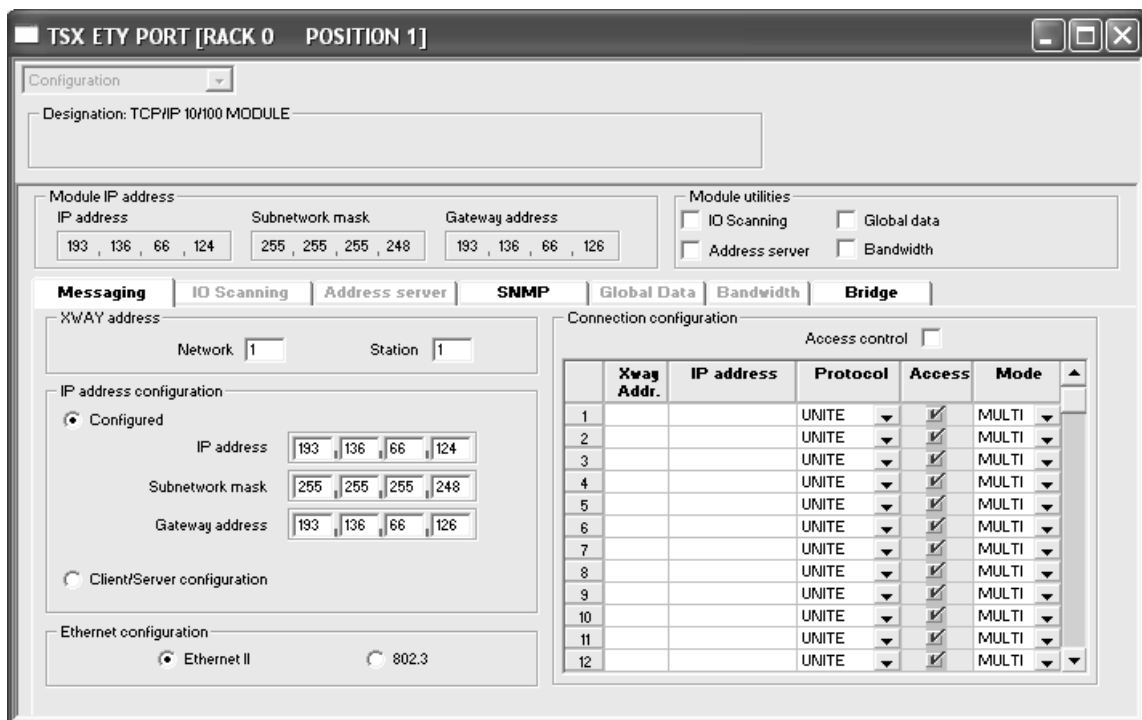 TSX ETY PORT [RACK 0 POSITION 1]
Configuration
Designation: TCP/IP 10/100 MODULE
Module IP address
IP address Subnetwork mask Gateway address
193 . 136 . 66 . 124 255 . 255 . 255 . 248 193 . 136 . 66 . 126
Module utilities
IO Scanning Global data
Address server Bandwidth
Messaging IO Scanning Address server SNMP Global Data Bandwidth Bridge
XWAY address
Network 1 Station 1
IP address configuration
Configured
IP address 193 . 136 . 66 . 124
Subnetwork mask 255 . 255 . 255 . 248
Gateway address 193 . 136 . 66 . 126
Client/Server configuration
Ethernet configuration
Ethernet II 802.3
Connection configuration
Access control
Xway Addr. IP address Protocol Access Mode
1 UNITE MULTI
2 UNITE MULTI
3 UNITE MULTI
4 UNITE MULTI
5 UNITE MULTI
6 UNITE MULTI
7 UNITE MULTI
8 UNITE MULTI
9 UNITE MULTI
10 UNITE MULTI
11 UNITE MULTI
12 UNITE MULTI